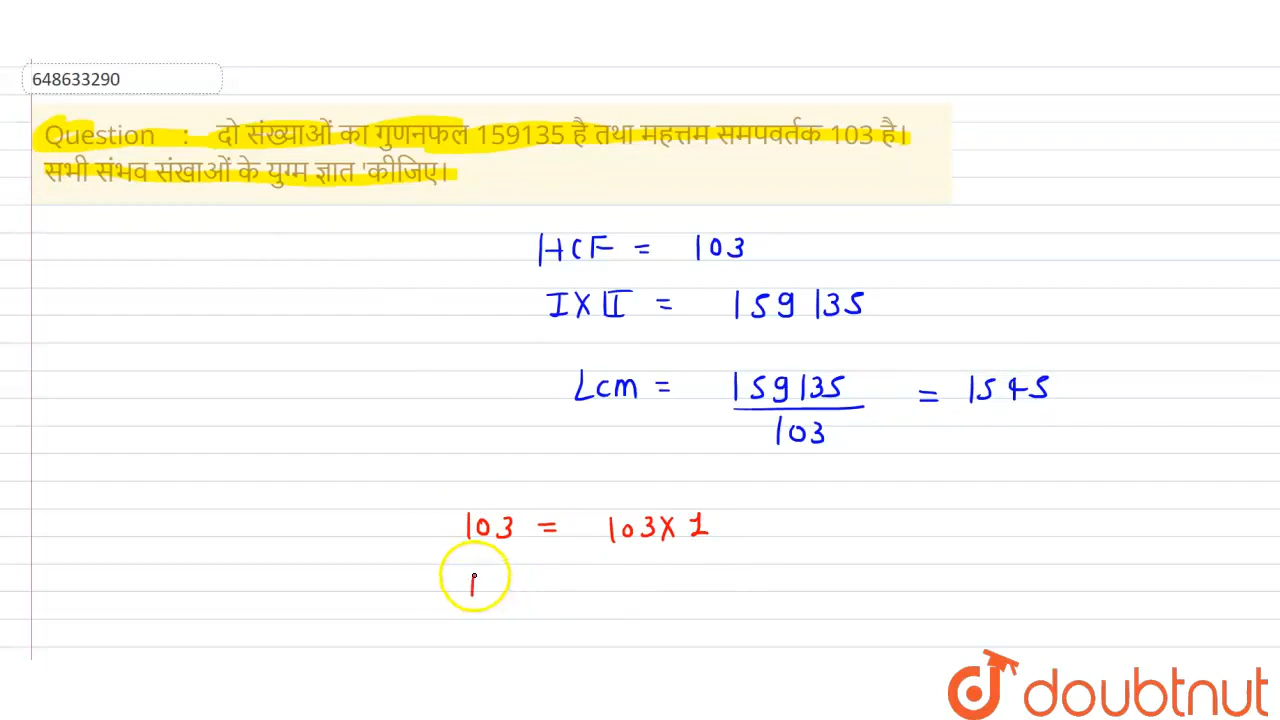 648633290
Question : दो संख्याओं का गुणनफल 159135 है तथा महत्तम समपवर्तक 103 है।
सभी संभव संखाओं के युग्म ज्ञात 'कीजिए।
HCF = 103
I X II = 159135
Lcm = 159135 / 103 = 1545
103 = 103 X 1
1
doubtnut